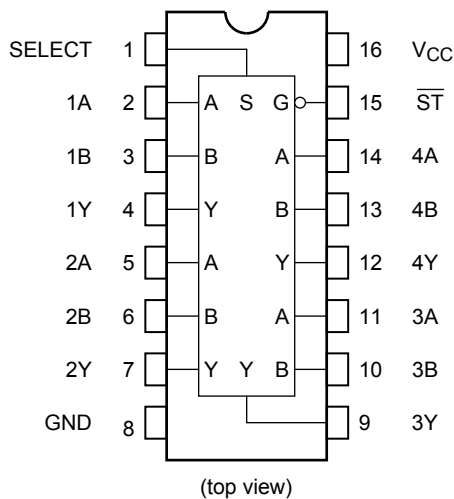 SELECT 1 16 VCC
1A 2 A S G 15 ST
1B 3 B A 14 4A
1Y 4 Y B 13 4B
2A 5 A Y 12 4Y
2B 6 B A 11 3A
2Y 7 Y Y B 10 3B
GND 8 9 3Y
(top view)